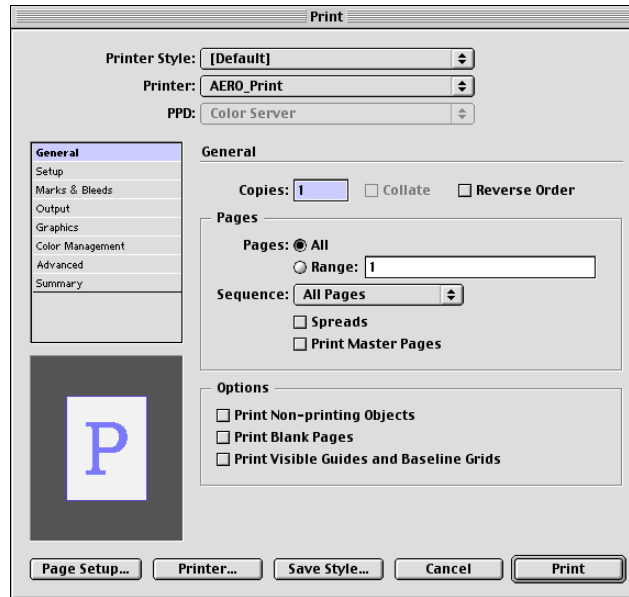 Print
Printer Style: [Default]
Printer: AERO_Print
PPD: Color Server
General
Setup
Marks & Bleeds
Output
Graphics
Color Management
Advanced
Summary
General
Copies: 1 Collate Reverse Order
Pages
Pages: All
Range: 1
Sequence: All Pages
Spreads
Print Master Pages
Options
Print Non-printing Objects
Print Blank Pages
Print Visible Guides and Baseline Grids
P
Page Setup... Printer... Save Style... Cancel Print